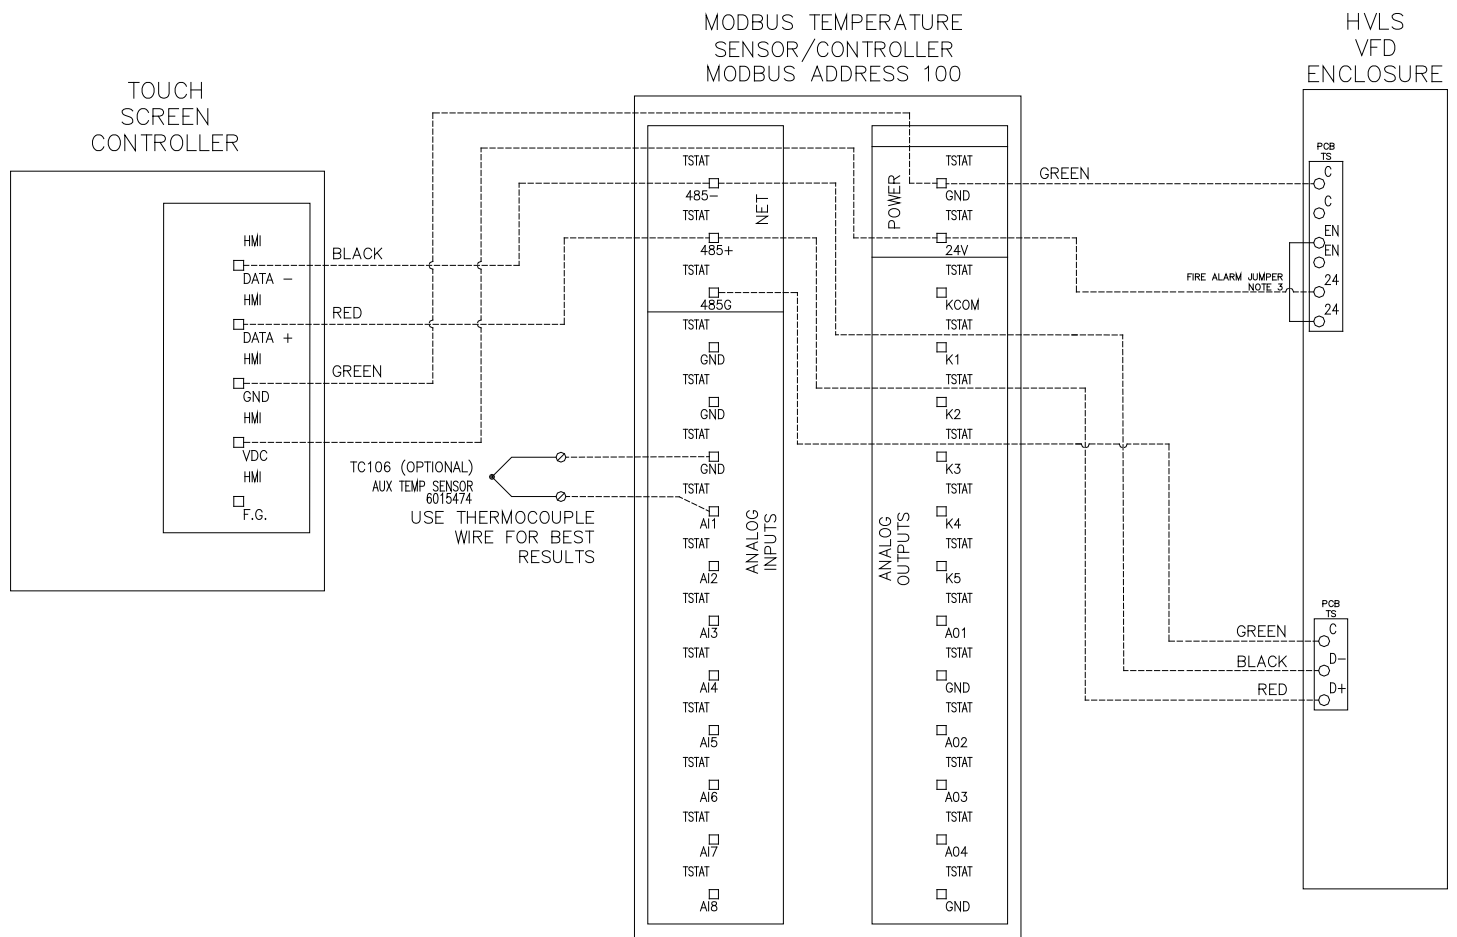 MODBUS TEMPERATURE
SENSOR/CONTROLLER
MODBUS ADDRESS 100
HVLS
VFD
ENCLOSURE
TOUCH
SCREEN
CONTROLLER
HMI
DATA -
HMI
DATA +
HMI
GND
HMI
VDC
HMI
F.G.
BLACK
RED
GREEN
TC106 (OPTIONAL)
AUX TEMP SENSOR
6015474
USE THERMOCOUPLE
WIRE FOR BEST
RESULTS
TSTAT
485-
TSTAT
485+
TSTAT
485G
NET
TSTAT
GND
TSTAT
GND
TSTAT
GND
TSTAT
AI1
TSTAT
AI2
TSTAT
AI3
TSTAT
AI4
TSTAT
AI5
TSTAT
AI6
TSTAT
AI7
TSTAT
AI8
ANALOG
INPUTS
POWER
TSTAT
GND
TSTAT
24V
TSTAT
KCOM
TSTAT
K1
TSTAT
K2
TSTAT
K3
TSTAT
K4
TSTAT
K5
TSTAT
AO1
TSTAT
GND
TSTAT
AO2
TSTAT
AO3
TSTAT
AO4
TSTAT
GND
ANALOG
OUTPUTS
GREEN
FIRE ALARM JUMPER
NOTE 3
PCB
TS
C
C
EN
EN
24
24
GREEN
BLACK
RED
PCB
TS
C
D-
D+